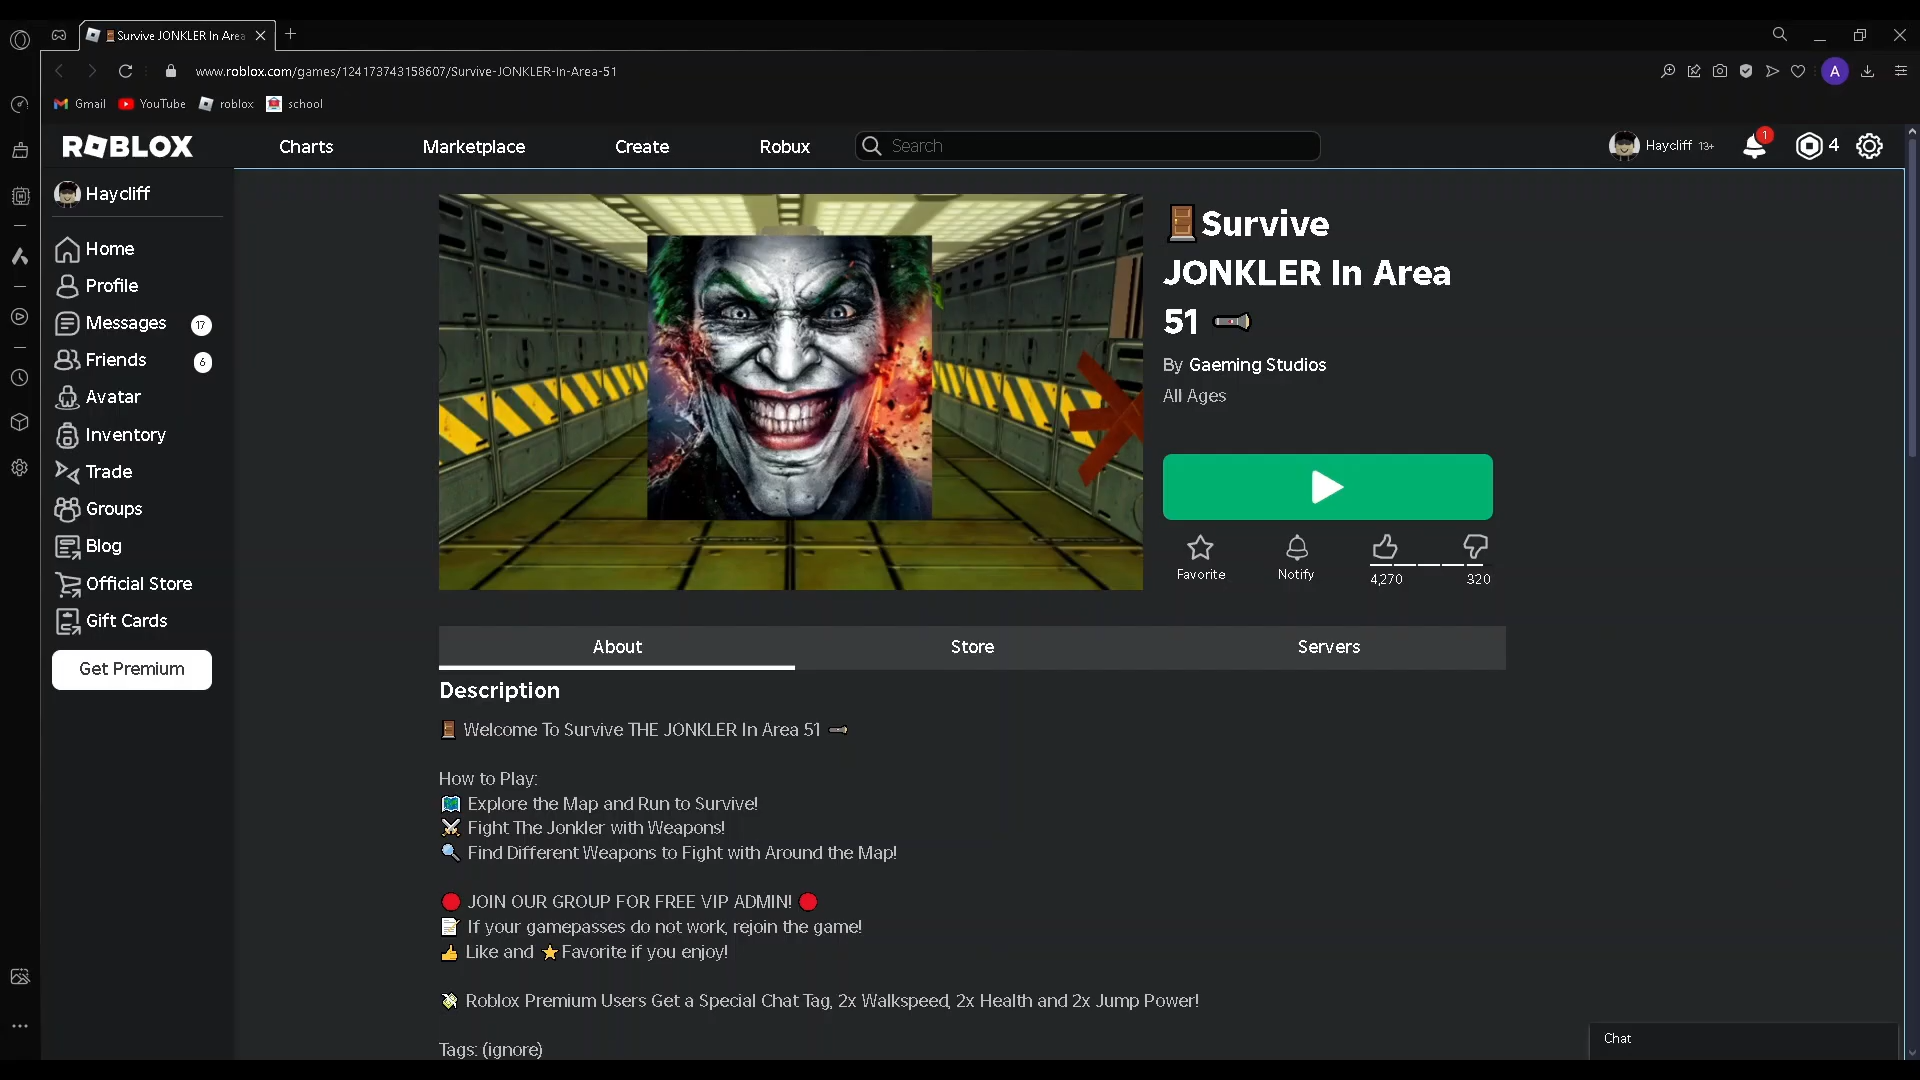 Survive JONKLER In Area
www.roblox.com/games/124173743158607/Survive-JONKLER-In-Area-51
A
Gmail YouTube roblox school
ROBLOX Charts Marketplace Create Robux Search Haycliff 13+ 1 4
Haycliff
Home
Profile
Messages 17
Friends 6
Avatar
Inventory
Trade
Groups
Blog
Official Store
Gift Cards
Get Premium
Survive
JONKLER In Area
51
By Gaeming Studios
All Ages
Favorite Notify 4,270 320
About Store Servers
Description
Welcome To Survive THE JONKLER In Area 51
How to Play:
Explore the Map and Run to Survive!
Fight The Jonkler with Weapons!
Find Different Weapons to Fight with Around the Map!
JOIN OUR GROUP FOR FREE VIP ADMIN!
If your gamepasses do not work, rejoin the game!
Like and Favorite if you enjoy!
Roblox Premium Users Get a Special Chat Tag, 2x Walkspeed, 2x Health and 2x Jump Power!
Tags: (ignore)
Chat